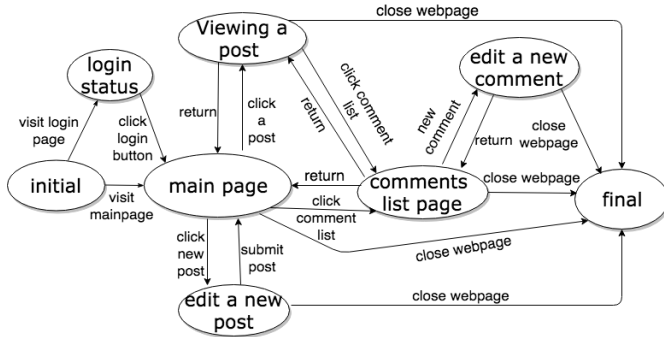 close webpage
Viewing a
post
login
status
edit a new
comment
click comment
list
return
new
comment
visit login
page
click
login
button
return
click
a
post
return
close
webpage
initial
visit
mainpage
main page
return
click
comment
list
comments
list page
close webpage
final
click
new
post
submit
post
close webpage
edit a new
post
close webpage